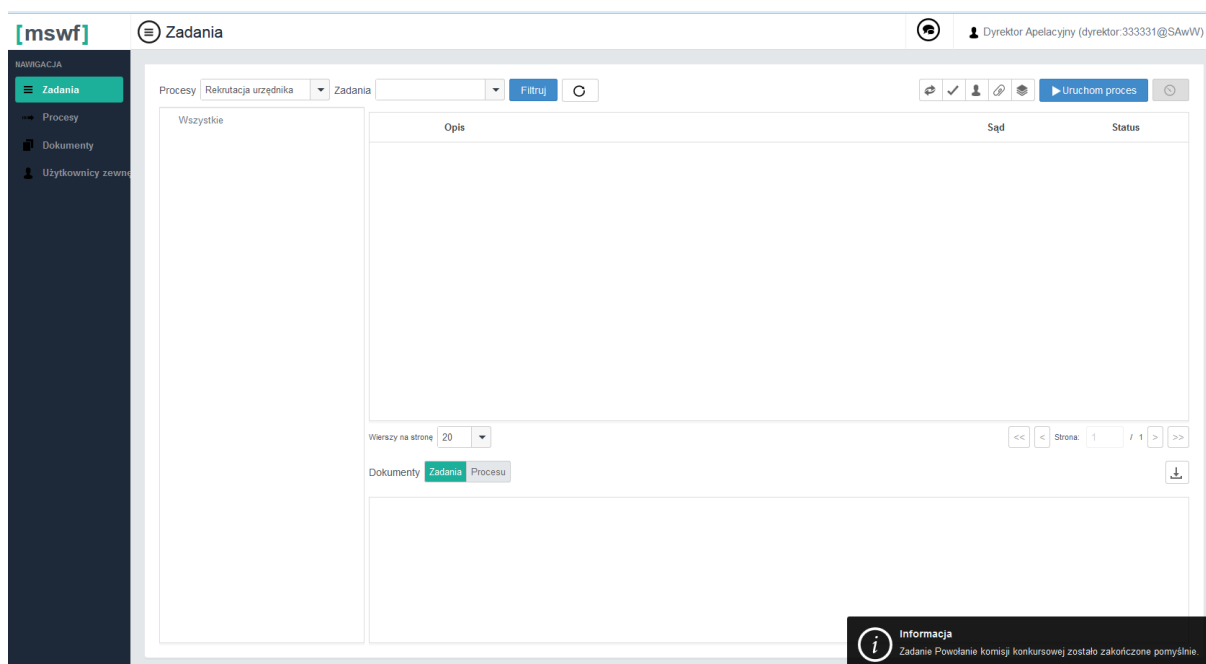 [mswf]
Zadania
Dyrektor Apelacyjny (dyrektor:333331@SAwW)
NAWIGACJA
Zadania
Procesy
Dokumenty
Użytkownicy zewnę
Procesy Rekrutacja urzędnika Zadania Filtruj Uruchom proces
Wszystkie
Opis Sąd Status
Wierszy na stronę 20 << < Strona: 1 / 1 > >>
Dokumenty Zadania Procesu
Informacja
Zadanie Powołanie komisji konkursowej zostało zakończone pomyślnie.